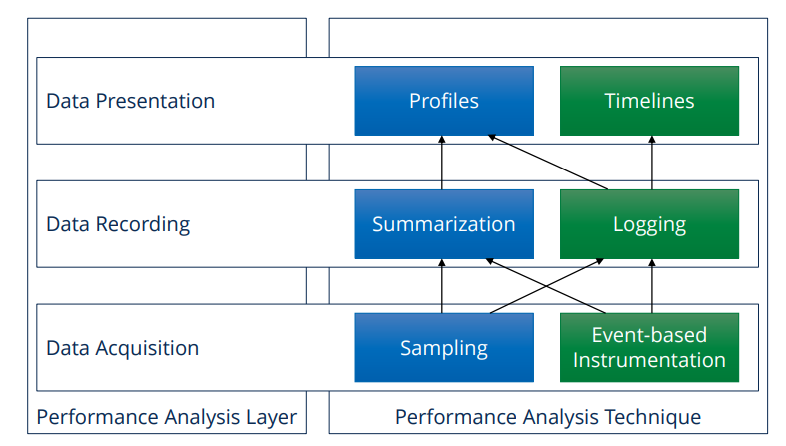 Data Presentation
Profiles
Timelines
Data Recording
Summarization
Logging
Data Acquisition
Sampling
Event-based
Instrumentation
Performance Analysis Layer
Performance Analysis Technique